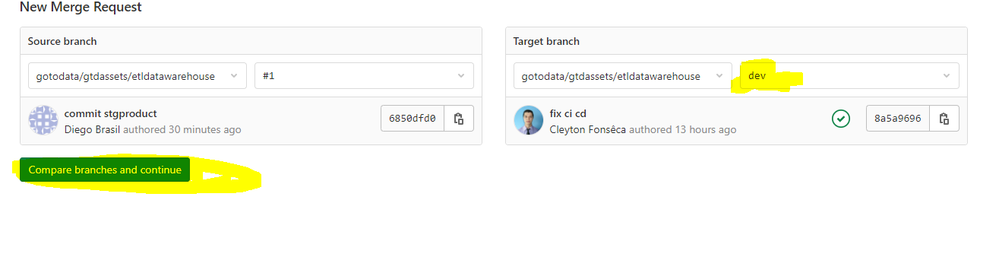 New Merge Request
Source branch
gotodata/gtdassets/etldatawarehouse
#1
commit stgproduct
Diego Brasil authored 30 minutes ago
6850dfd0
Target branch
gotodata/gtdassets/etldatawarehouse
dev
fix ci cd
Cleyton Fonsêca authored 13 hours ago
8a5a9696
Compare branches and continue